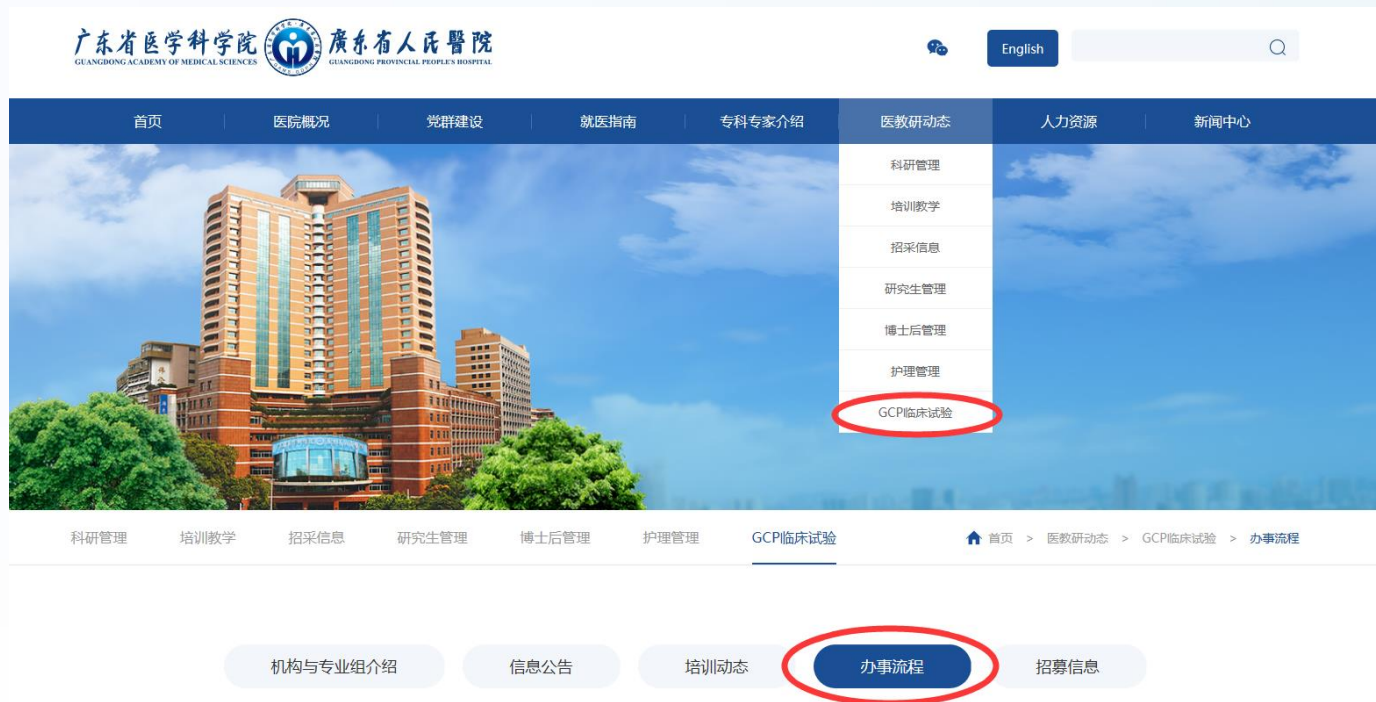 广东省医学科学院 廣东省人民醫院
GUANGDONG ACADEMY OF MEDICAL SCIENCES GUANGDONG PROVINCIAL PEOPLE'S HOSPITAL
English
首页 医院概况 党群建设 就医指南 专科专家介绍 医教研动态 人力资源 新闻中心
科研管理
培训教学
招采信息
研究生管理
博士后管理
护理管理
GCP临床试验
科研管理 培训教学 招采信息 研究生管理 博士后管理 护理管理 GCP临床试验 首页 > 医教研动态 > GCP临床试验 > 办事流程
机构与专业组介绍 信息公告 培训动态 办事流程 招募信息